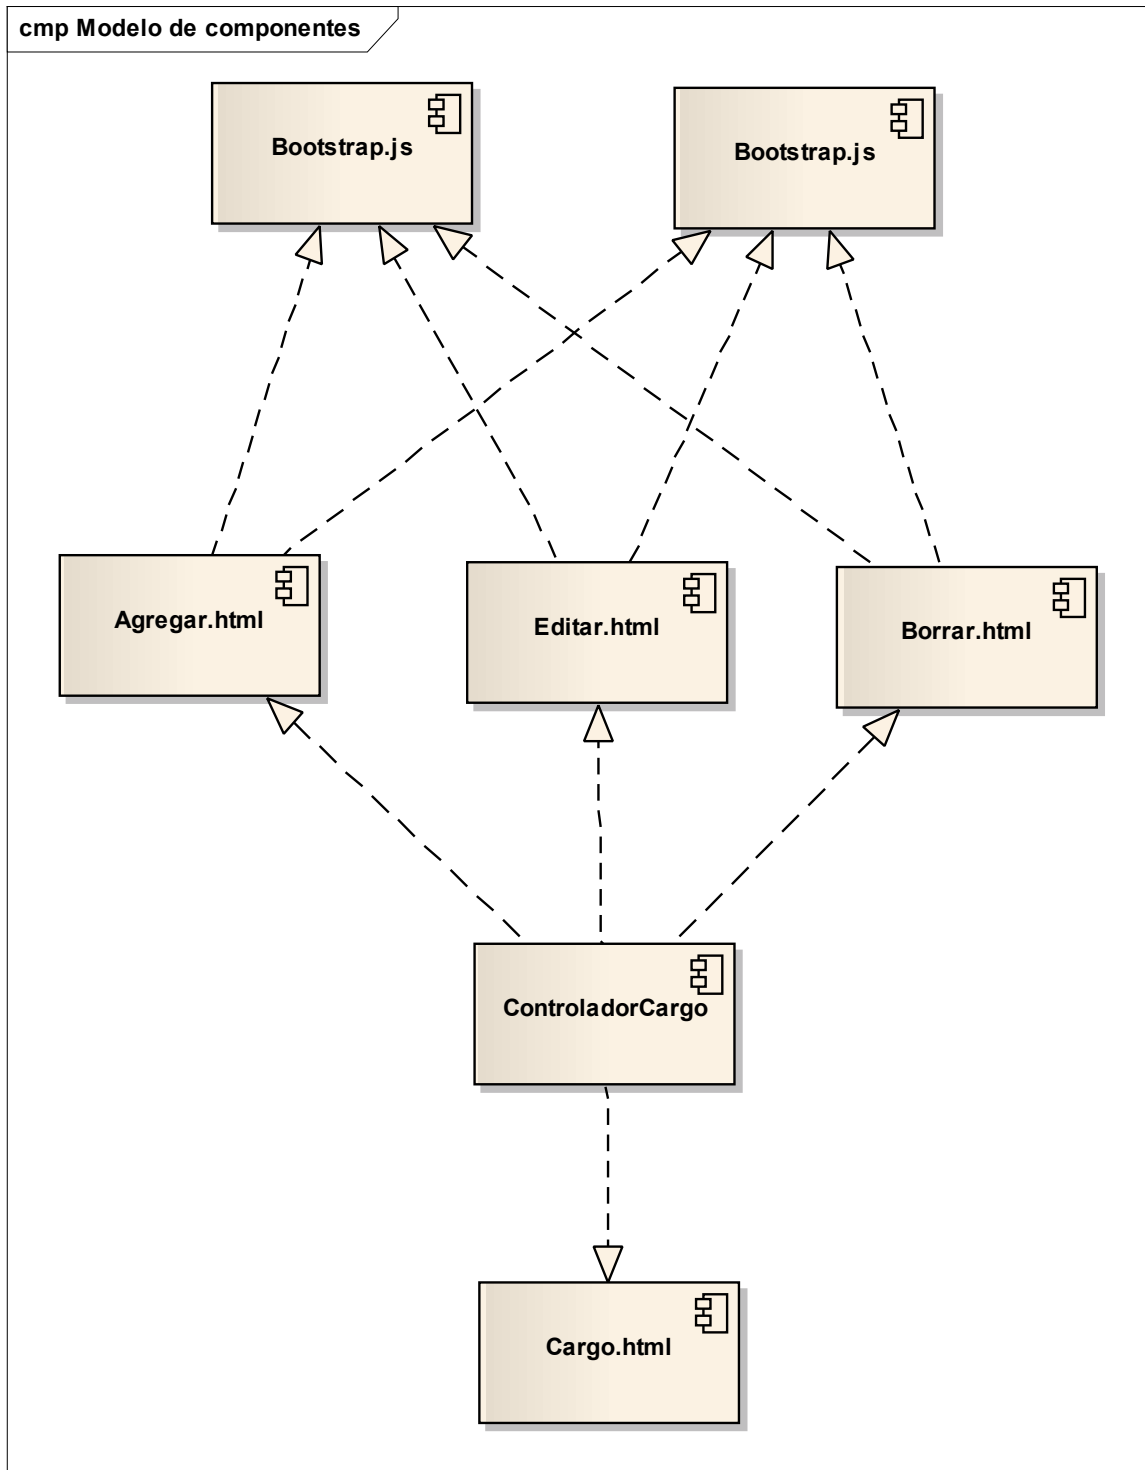 cmp Modelo de componentes
Bootstrap.js
Bootstrap.js
Agregar.html
Editar.html
Borrar.html
ControladorCargo
Cargo.html